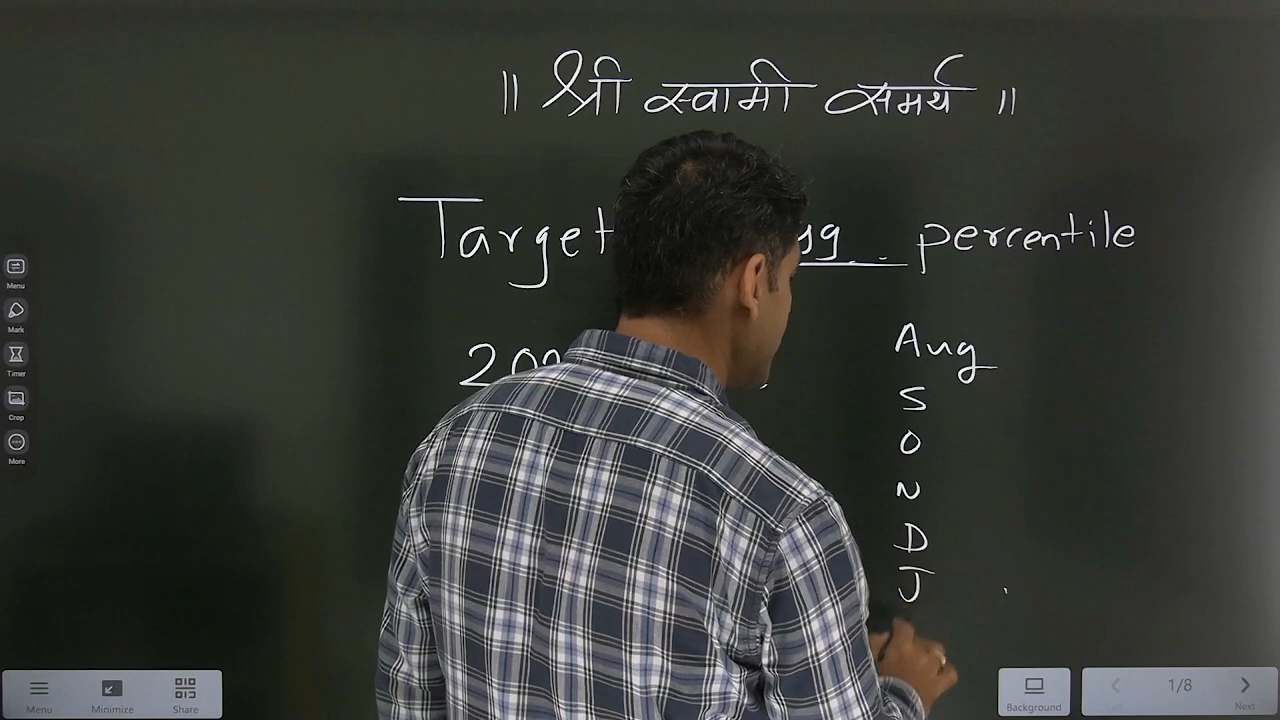 ॥ श्री स्वामी समर्थ ॥
Target percentile
Aug
S
O
N
D
J
Menu
Mark
Timer
Crop
More
Menu Minimize Share
Background
1/8
Next